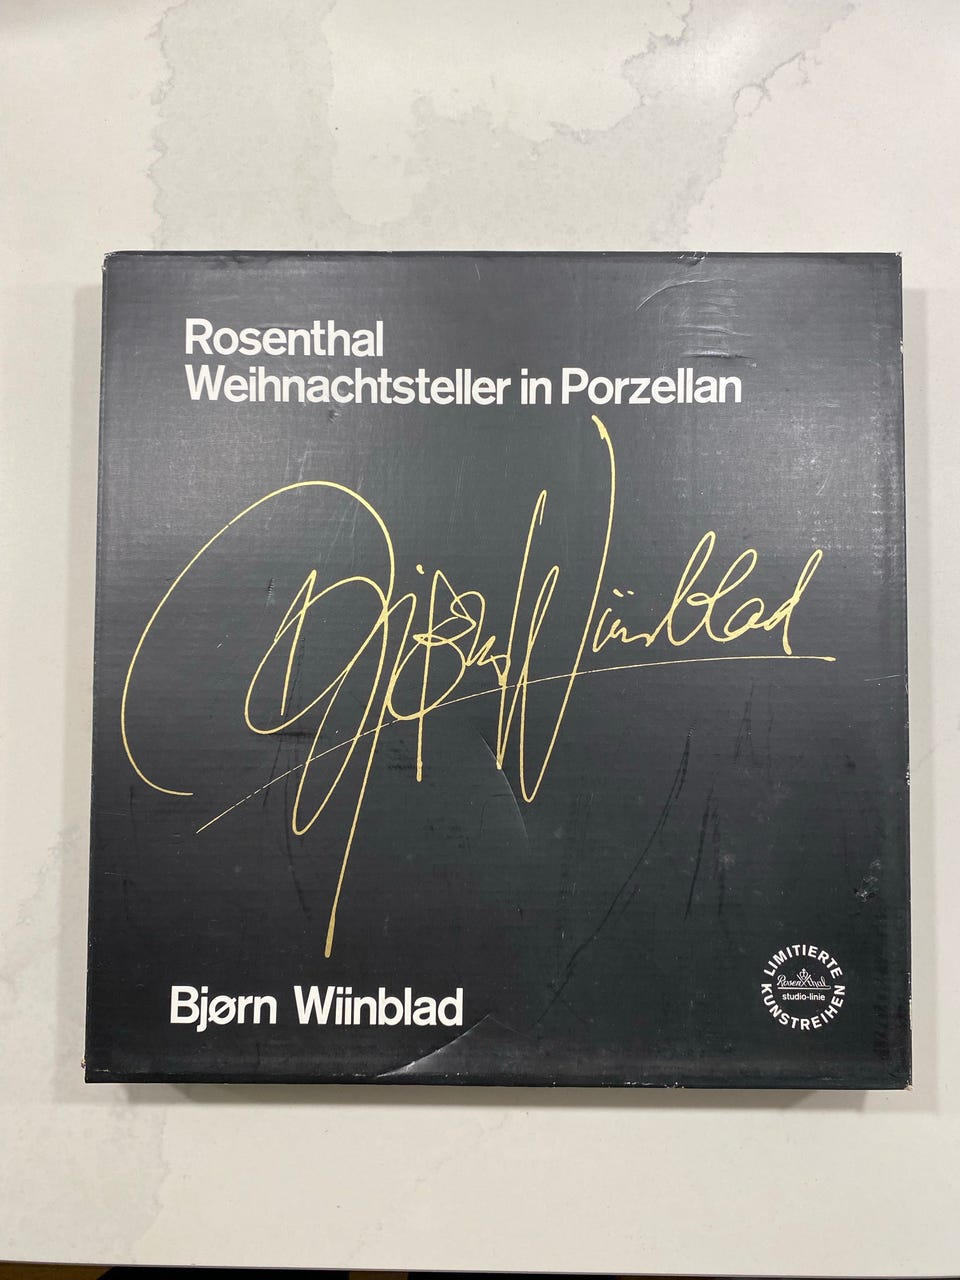 Rosenthal
Weihnachtsteller in Porzellan
Bjørn Wiinblad
Bjørn Wiinblad
LIMITIERTE
Rosenthal
studio-linie
KUNSTREIHEN